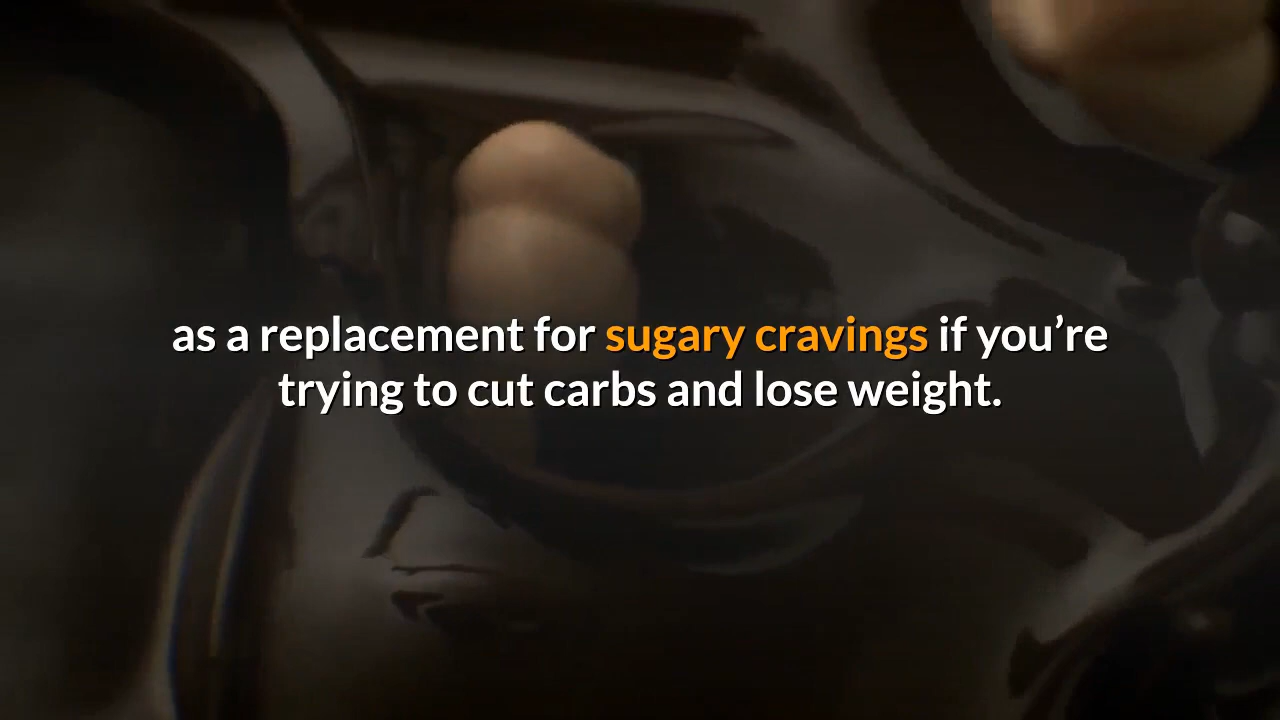 as a replacement for sugary cravings if you’re
trying to cut carbs and lose weight.